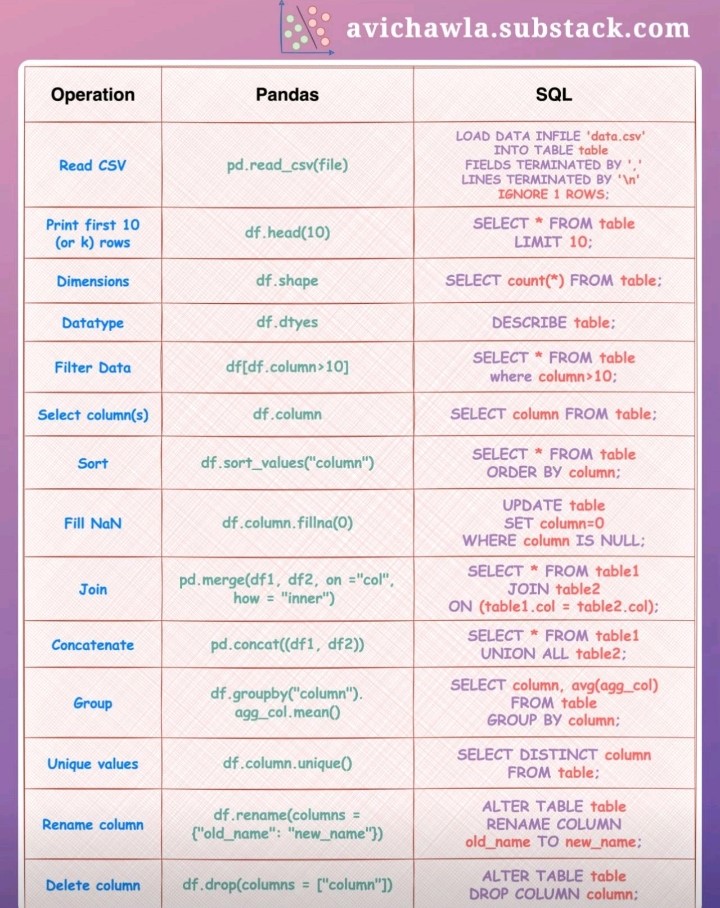 avichawla.substack.com
Operation
Pandas
SQL
Read CSV
pd.read_csv(file)
LOAD DATA INFILE 'data.csv'
INTO TABLE table
FIELDS TERMINATED BY ','
LINES TERMINATED BY '\n'
IGNORE 1 ROWS;
Print first 10
(or k) rows
df.head(10)
SELECT * FROM table
LIMIT 10;
Dimensions
df.shape
SELECT count(*) FROM table;
Datatype
df.dtyes
DESCRIBE table;
Filter Data
df[df.column>10]
SELECT * FROM table
where column>10;
Select column(s)
df.column
SELECT column FROM table;
Sort
df.sort_values("column")
SELECT * FROM table
ORDER BY column;
Fill NaN
df.column.fillna(0)
UPDATE table
SET column=0
WHERE column IS NULL;
Join
pd.merge(df1, df2, on ="col",
how = "inner")
SELECT * FROM table1
JOIN table2
ON (table1.col = table2.col);
Concatenate
pd.concat((df1, df2))
SELECT * FROM table1
UNION ALL table2;
Group
df.groupby("column").
agg_col.mean()
SELECT column, avg(agg_col)
FROM table
GROUP BY column;
Unique values
df.column.unique()
SELECT DISTINCT column
FROM table;
Rename column
df.rename(columns =
{"old_name": "new_name"})
ALTER TABLE table
RENAME COLUMN
old_name TO new_name;
Delete column
df.drop(columns = ["column"])
ALTER TABLE table
DROP COLUMN column;